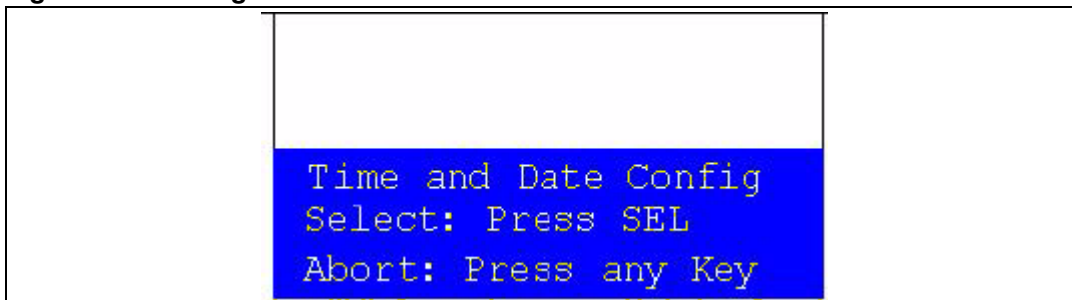 Time and Date Config
Select: Press SEL
Abort: Press any Key